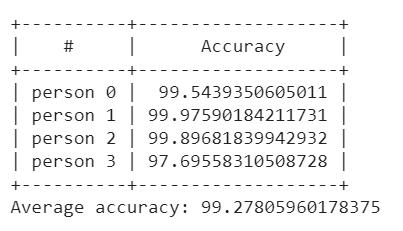 +----------+-------------------+
|    #     |      Accuracy     |
+----------+-------------------+
| person 0 |  99.5439350605011 |
| person 1 | 99.97590184211731 |
| person 2 | 99.89681839942932 |
| person 3 | 97.69558310508728 |
+----------+-------------------+
Average accuracy: 99.27805960178375